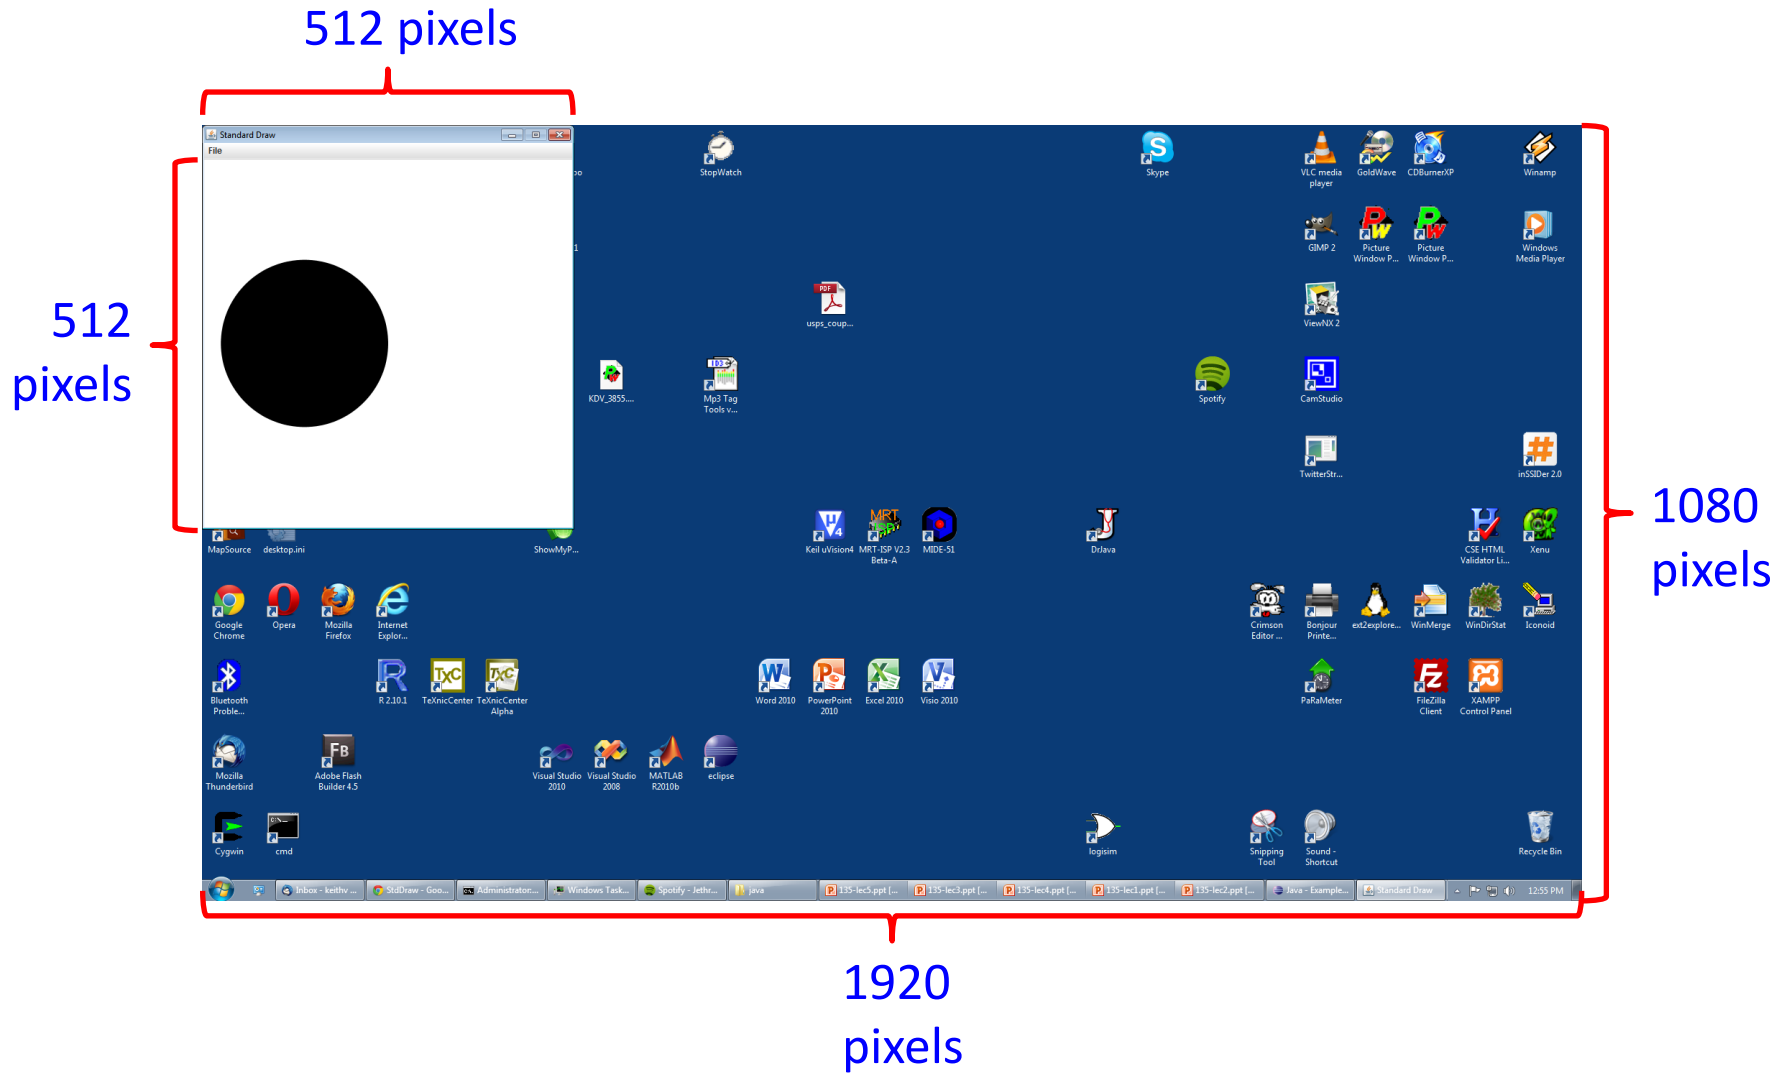 512 pixels
Standard Draw
File
512
pixels
1080
pixels
StopWatch
Skype
VLC media
player
GoldWave
CDBurnerXP
Winamp
1
GIMP 2
Picture
Window P...
Picture
Window P...
Windows
Media Player
usps_coup...
ViewNX 2
KDV_3855....
Mp3 Tag
Tools v...
Spotify
CamStudio
TwitterStr...
inSSIDer 2.0
MapSource
desktop.ini
ShowMyP...
Keil uVision4
MRT-ISP V2.3
Beta-A
MIDE-51
DrJava
CSE HTML
Validator Li...
Xenu
Google
Chrome
Opera
Mozilla
Firefox
Internet
Explor...
Crimson
Editor ...
Bonjour
Printe...
ext2explore...
WinMerge
WinDirStat
Iconoid
Bluetooth
Proble...
R 2.10.1
TeXnicCenter
TeXnicCenter
Alpha
Word 2010
PowerPoint
2010
Excel 2010
Visio 2010
PaRaMeter
FileZilla
Client
XAMPP
Control Panel
Mozilla
Thunderbird
Adobe Flash
Builder 4.5
Visual Studio
2010
Visual Studio
2008
MATLAB
R2010b
eclipse
Cygwin
cmd
logisim
Snipping
Tool
Sound -
Shortcut
Recycle Bin
Inbox - keithv ...
StdDraw - Goo...
Administrator:...
Windows Task...
Spotify - Jethr...
java
135-lec5.ppt [...
135-lec3.ppt [...
135-lec4.ppt [...
135-lec1.ppt [...
135-lec2.ppt [...
Java - Example...
Standard Draw
12:55 PM
1920
pixels